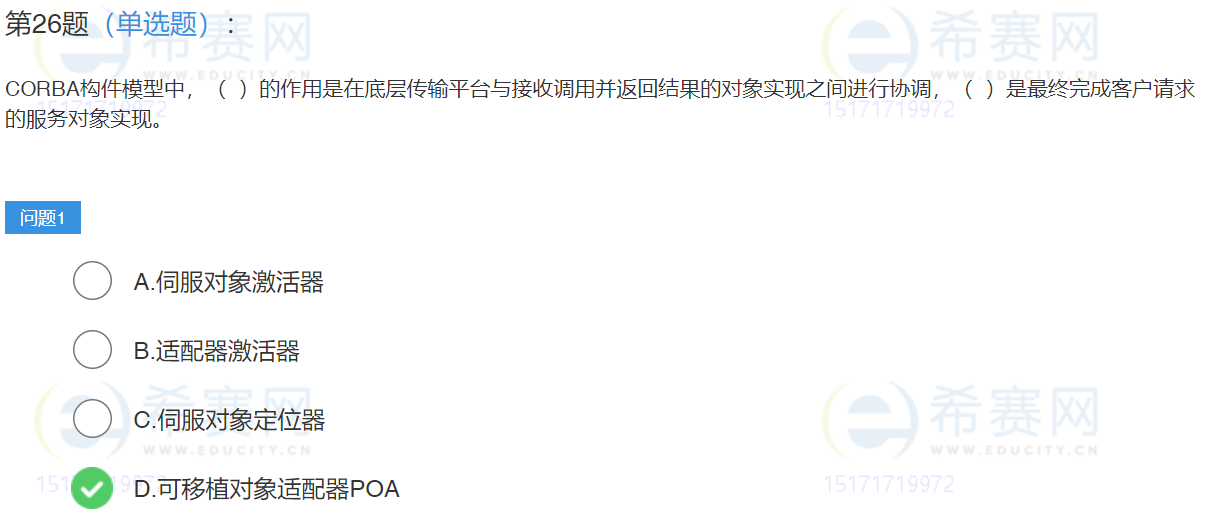 第26题（单选题）：
希赛网
WWW.EDUCITY.CN
希赛网
WWW.EDUCITY.CN
CORBA构件模型中，（  ）的作用是在底层传输平台与接收调用并返回结果的对象实现之间进行协调，（  ）是最终完成客户请求
的服务对象实现。
15171719972
15171719972
问题1
A.伺服对象激活器
B.适配器激活器
希赛网
WWW.EDUCITY.CN
希赛网
WWW.EDUCITY.CN
C.伺服对象定位器
D.可移植对象适配器POA
15171719972